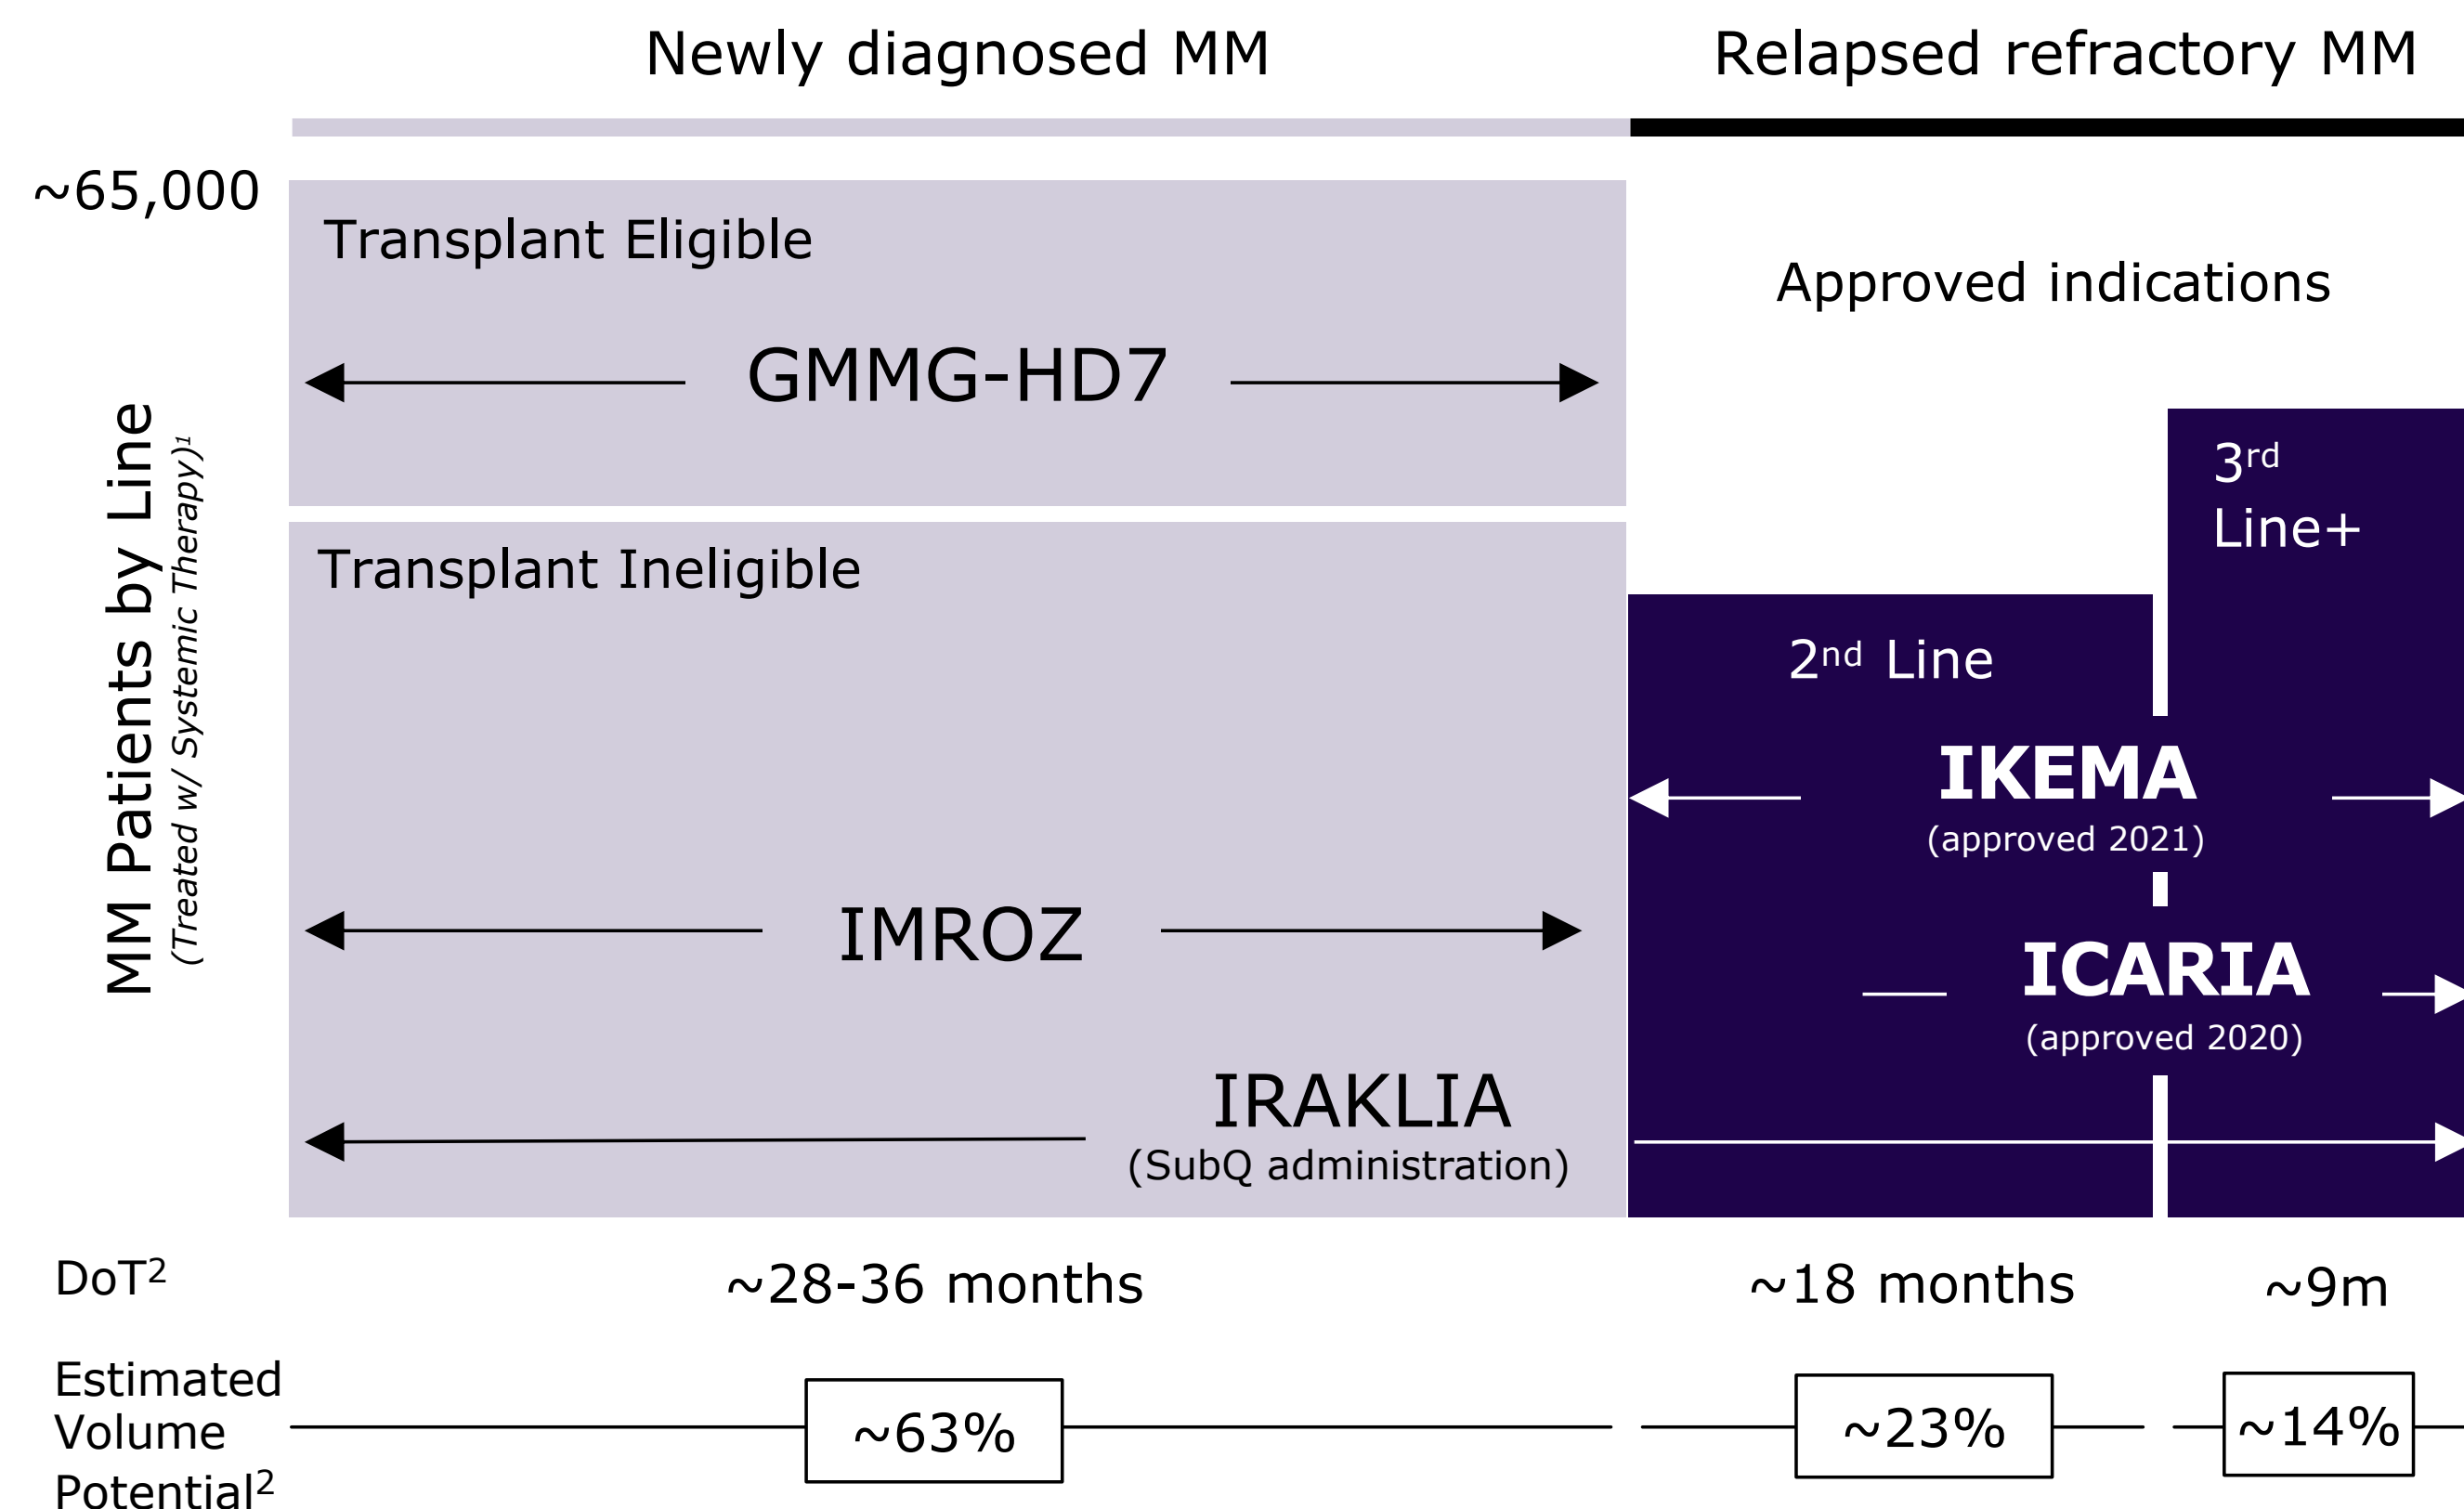 Newly diagnosed MM
Relapsed refractory MM
~65,000
MM Patients by Line
(Treated w/ Systemic Therapy)¹
Transplant Eligible
GMMG-HD7
Transplant Ineligible
IMROZ
IRAKLIA
(SubQ administration)
Approved indications
2nd Line
3rd
Line+
IKEMA
(approved 2021)
ICARIA
(approved 2020)
DoT²
~28-36 months
~18 months
~9m
Estimated
Volume
Potential²
~63%
~23%
~14%